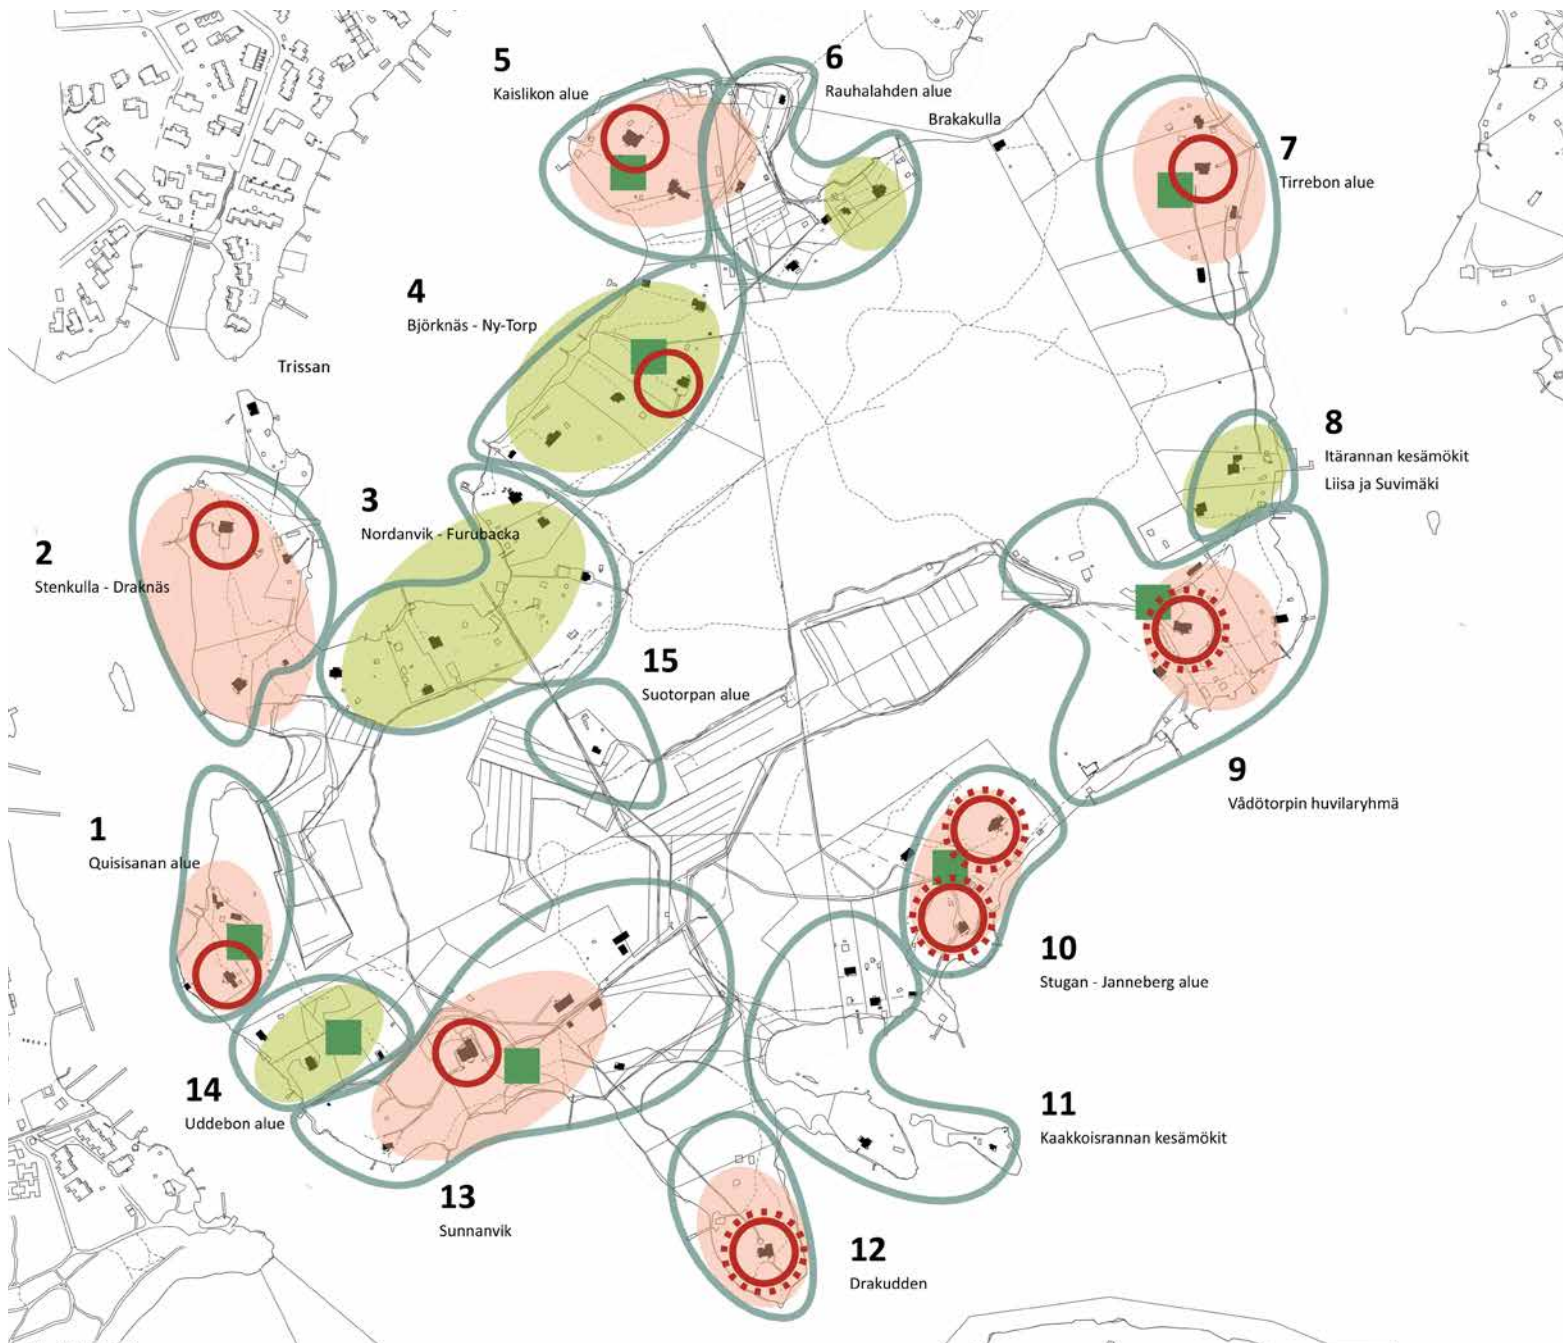 5
Kaislikon alue
6
Rauhalahden alue
Brakakulla
7
Tirrebon alue
4
Björknäs - Ny-Torp
Trissan
8
Itärannan kesämökit
Liisa ja Suvimäki
3
Nordanvik - Furubacka
2
Stenkulla - Draknäs
15
Suotorpan alue
9
Vådötorpin huvilaryhmä
1
Quisisanan alue
10
Stugan - Janneberg alue
14
Uddebon alue
11
Kaakkoisrannan kesämökit
13
Sunnanvik
12
Drakudden